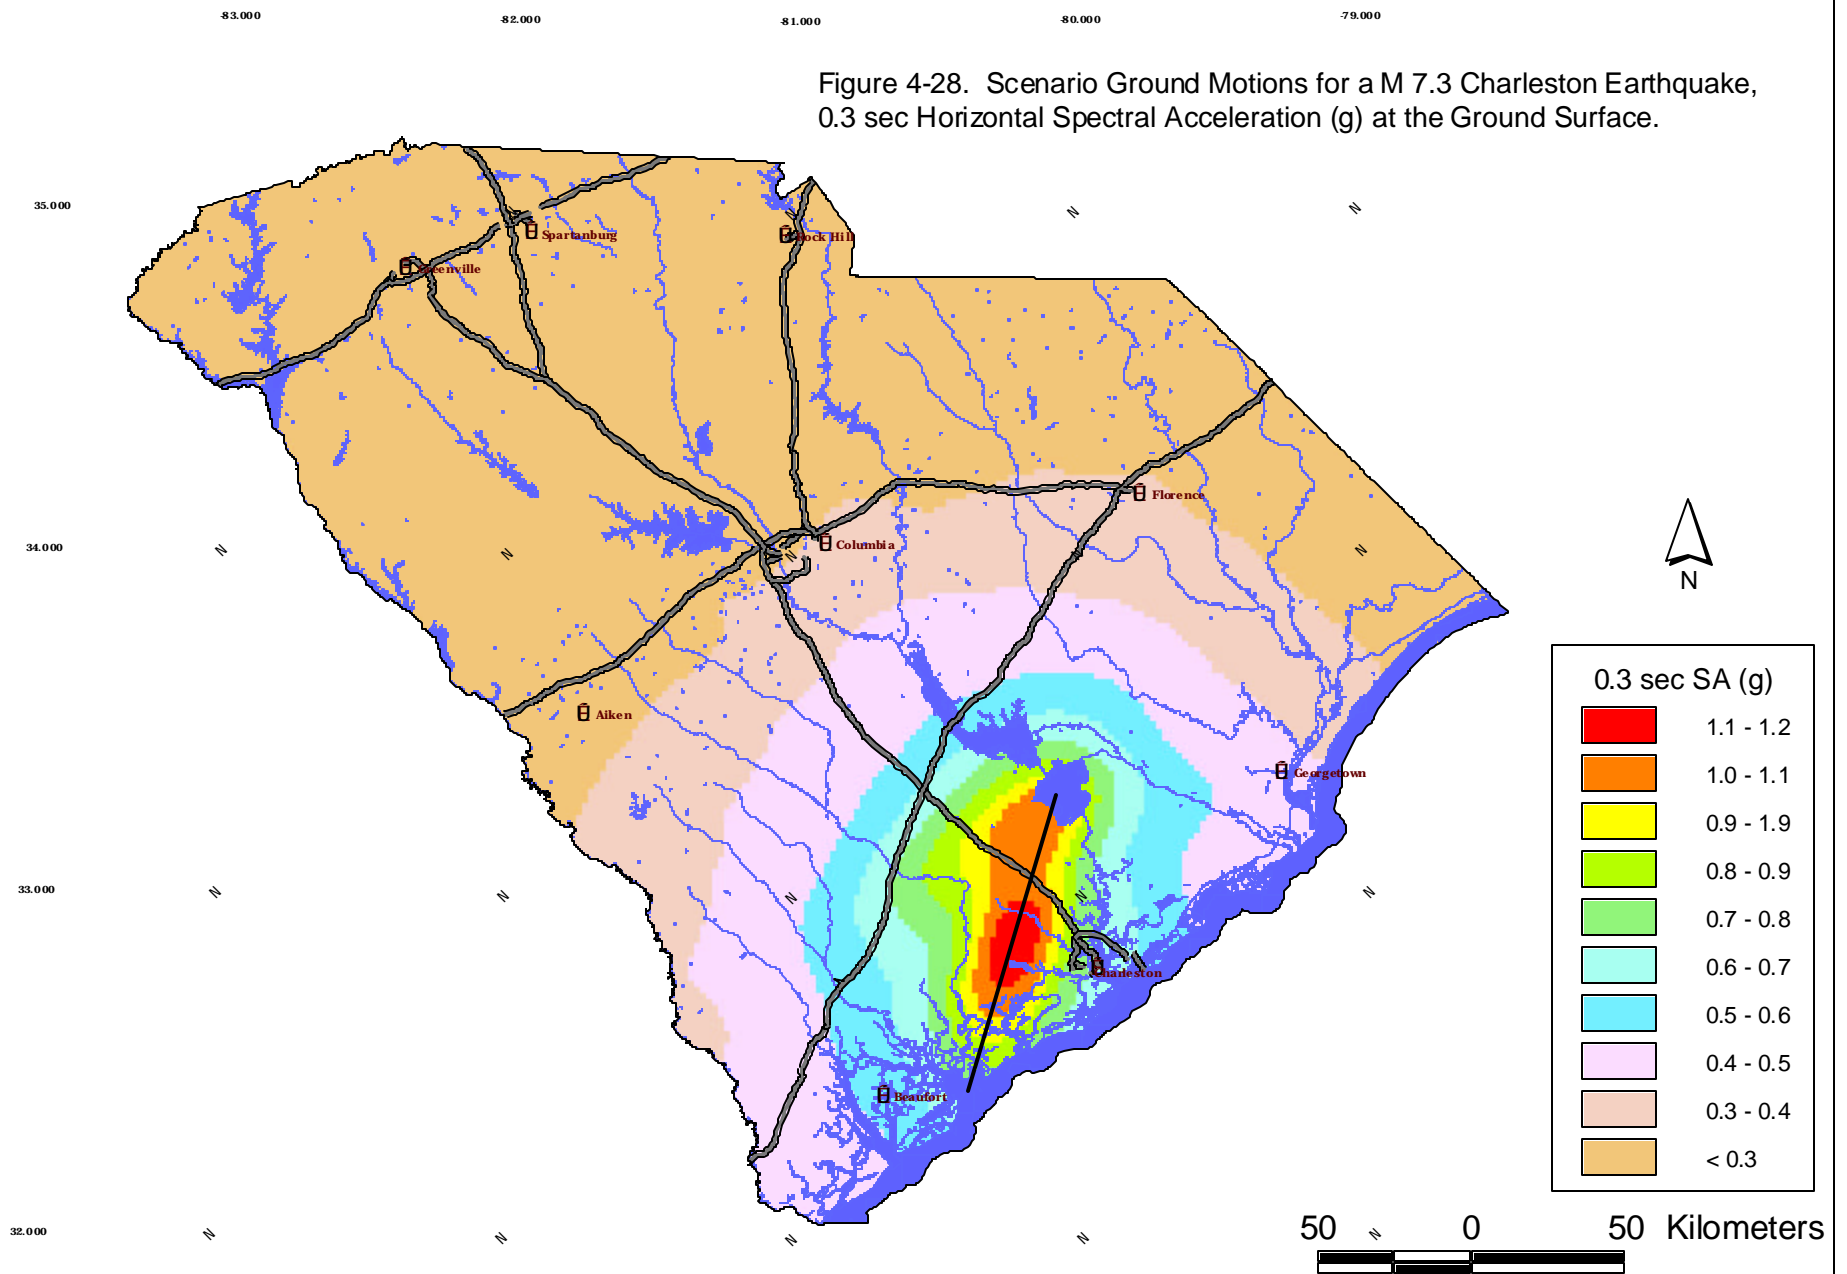 -83.000
-82.000
-81.000
-80.000
-79.000
Figure 4-28. Scenario Ground Motions for a M 7.3 Charleston Earthquake,
0.3 sec Horizontal Spectral Acceleration (g) at the Ground Surface.
35.000
N
N
N
Spartanburg
Rock Hill
Greenville
Florence
34.000
N
N
N
N
Columbia
N
0.3 sec SA (g)
Aiken
1.1 - 1.2
Georgetown
1.0 - 1.1
0.9 - 1.9
0.8 - 0.9
33.000
N
N
N
N
N
0.7 - 0.8
Charleston
0.6 - 0.7
0.5 - 0.6
0.4 - 0.5
Beaufort
0.3 - 0.4
< 0.3
32.000
N
N
N
N
N
50 0 50 Kilometers